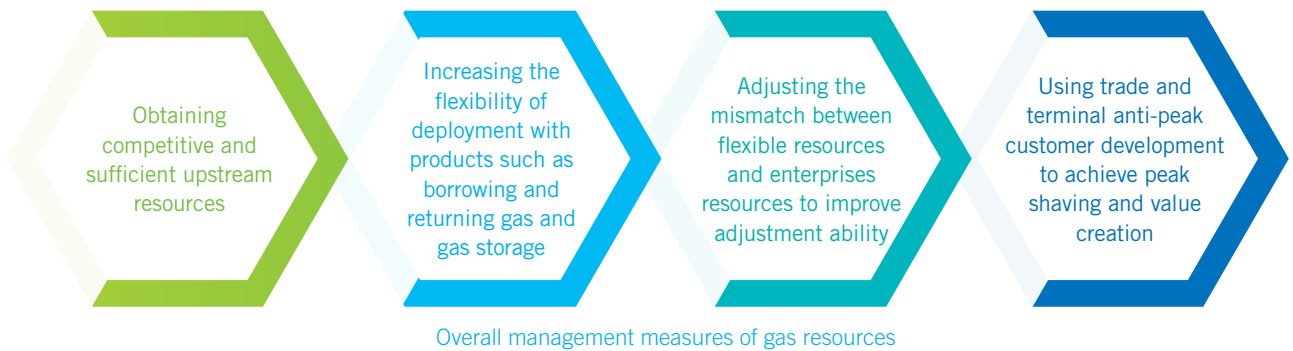 Obtaining
competitive and
sufficient upstream
resources
Increasing the
flexibility of
deployment with
products such as
borrowing and
returning gas and
gas storage
Adjusting the
mismatch between
flexible resources
and enterprises
resources to improve
adjustment ability
Using trade and
terminal anti-peak
customer development
to achieve peak
shaving and value
creation
Overall management measures of gas resources